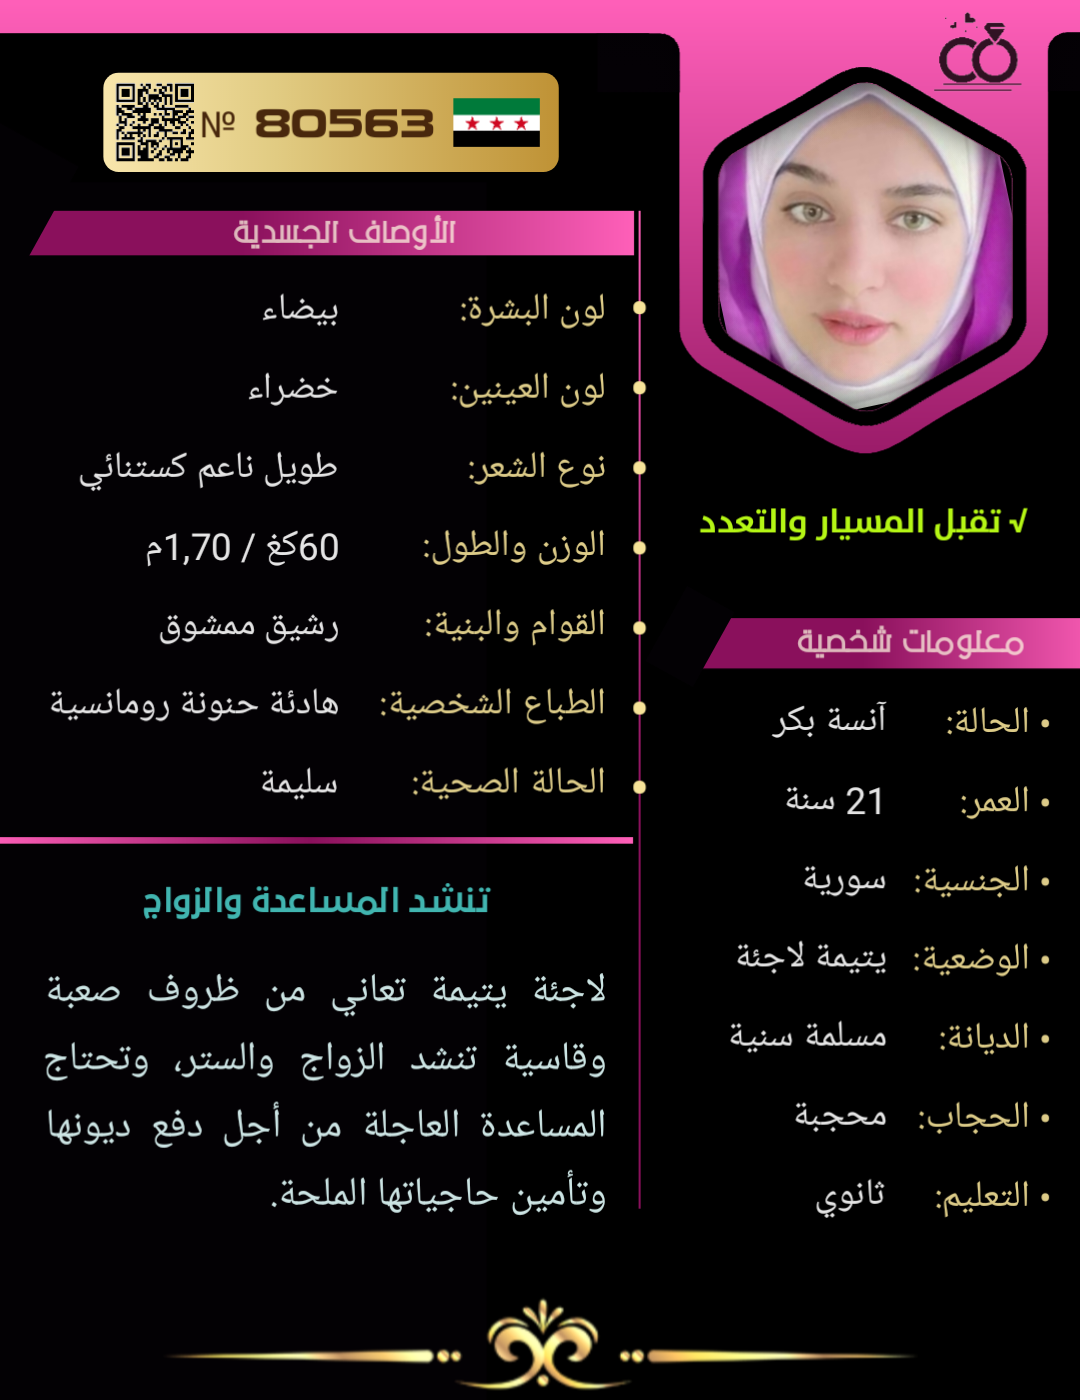 № 80563
√ تقبل المسيار والتعدد
معلومات شخصية
• الحالة: آنسة بكر
• العمر: 21 سنة
• الجنسية: سورية
• الوضعية: يتيمة لاجئة
• الديانة: مسلمة سنية
• الحجاب: محجبة
• التعليم: ثانوي
الأوصاف الجسدية
لون البشرة: بيضاء
لون العينين: خضراء
نوع الشعر: طويل ناعم كستنائي
الوزن والطول: 60كغ / 1,70م
القوام والبنية: رشيق ممشوق
الطباع الشخصية: هادئة حنونة رومانسية
الحالة الصحية: سليمة
تنشد المساعدة والزواج
لاجئة يتيمة تعاني من ظروف صعبة
وقاسية تنشد الزواج والستر، وتحتاج
المساعدة العاجلة من أجل دفع ديونها
وتأمين حاجياتها الملحة.